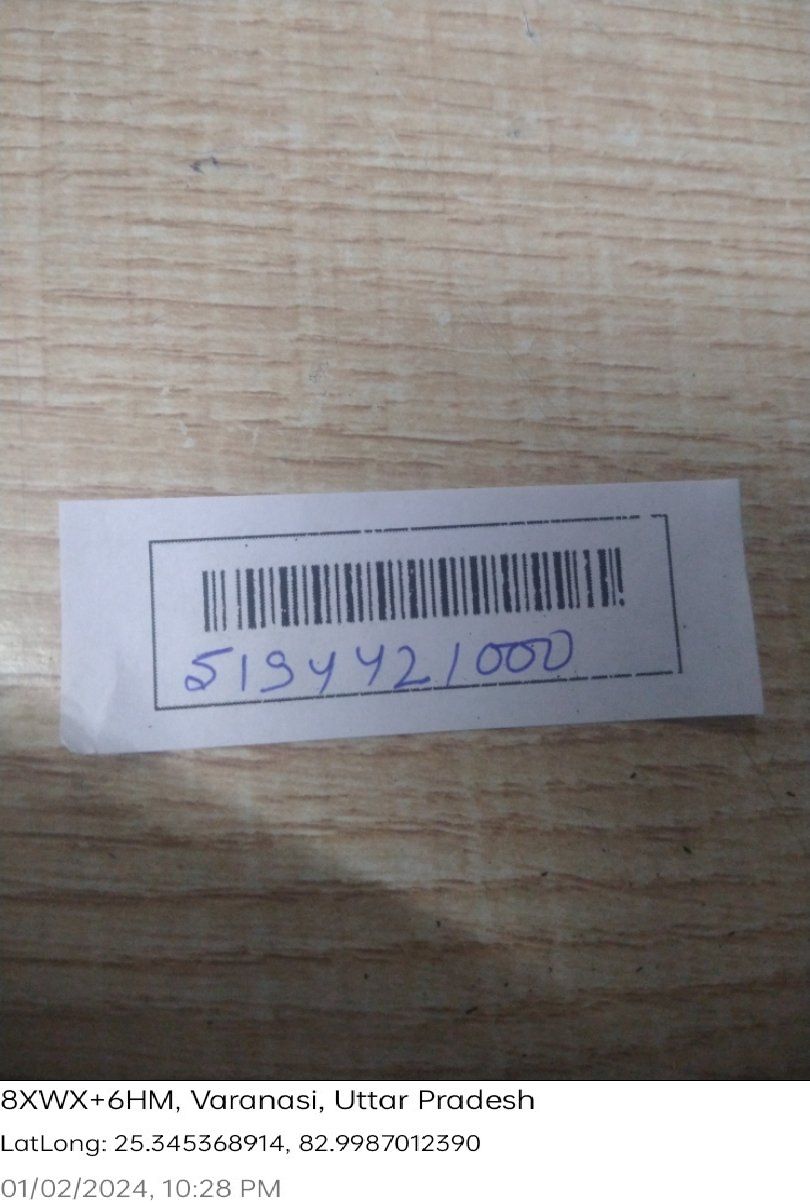 5194421000
8XWX+6HM, Varanasi, Uttar Pradesh
LatLong: 25.345368914, 82.9987012390
01/02/2024, 10:28 PM